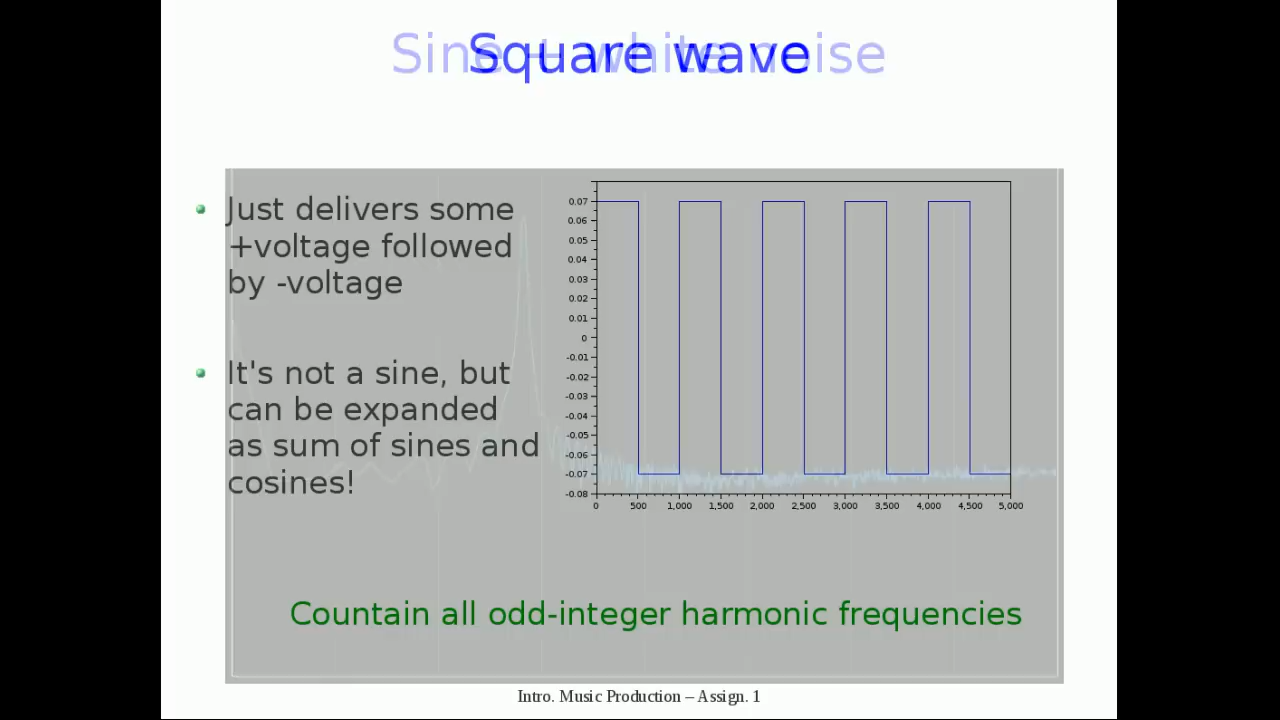 Sine + white noise
Square wave
Just delivers some
+voltage followed
by -voltage
It's not a sine, but
can be expanded
as sum of sines and
cosines!
0.07
0.06
0.05
0.04
0.03
0.02
0.01
0
-0.01
-0.02
-0.03
-0.04
-0.05
-0.06
-0.07
-0.08
0 500 1,000 1,500 2,000 2,500 3,000 3,500 4,000 4,500 5,000
Countain all odd-integer harmonic frequencies
Intro. Music Production – Assign. 1